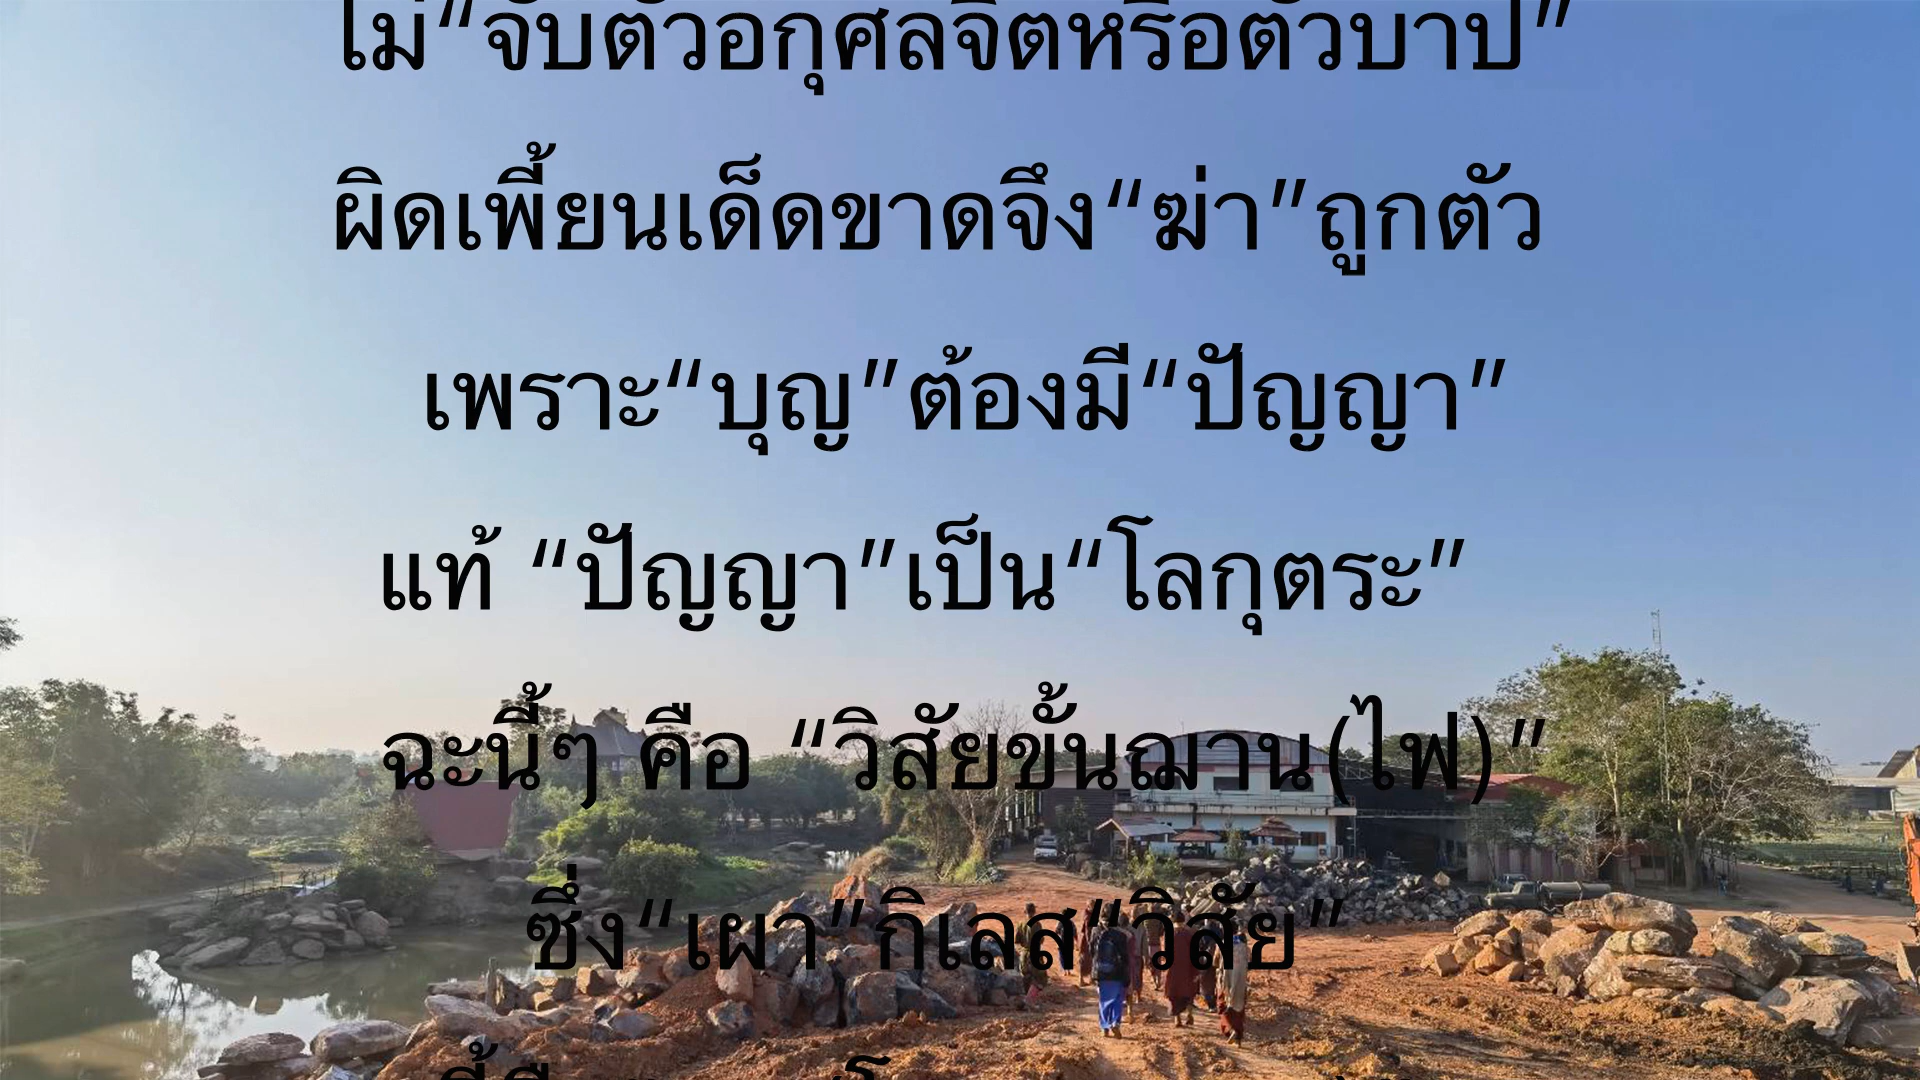 ไม่“จับตัวอกุศลจิตหรือตัวบาป”
ผิดเพี้ยนเด็ดขาดจึง“ฆ่า”ถูกตัว
เพราะ“บุญ”ต้องมี“ปัญญา”
แท้ “ปัญญา”เป็น“โลกุตระ”
ฉะนี้ๆ คือ “วิสัยขั้นฌาน(ไฟ)”
ซึ่ง“เผา”กิเลส“วิสัย”